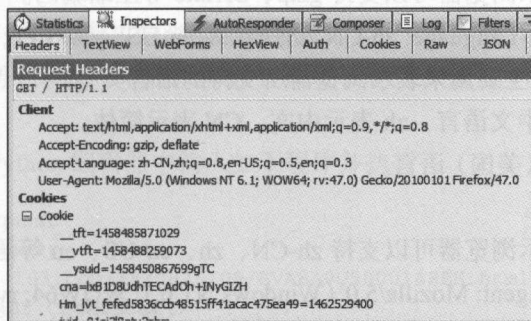 Statistics Inspectors AutoResponder Composer Log Filters
Headers TextView WebForms HexView Auth Cookies Raw JSON
Request Headers
GET / HTTP/1.1
Client
Accept: text/html,application/xhtml+xml,application/xml;q=0.9,*/*;q=0.8
Accept-Encoding: gzip, deflate
Accept-Language: zh-CN,zh;q=0.8,en-US;q=0.5,en;q=0.3
User-Agent: Mozilla/5.0 (Windows NT 6.1; WOW64; rv:47.0) Gecko/20100101 Firefox/47.0
Cookies
Cookie
__tft=1458485871029
__vtft=1458488259073
__ysuid=1458450867699gTC
cna=lxB1D8UdhTECAdOh+INyGIZH
Hm_lvt_fefed5836ccb48515ff41acac475ea49=1462529400